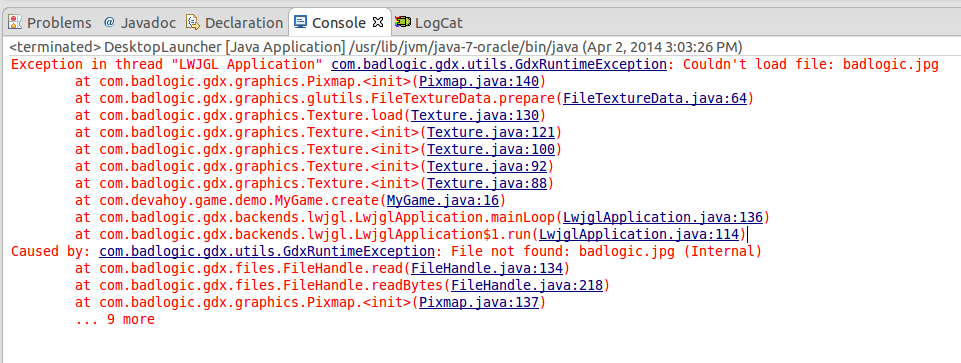 Problems @ Javadoc Declaration Console LogCat
<terminated> DesktopLauncher [Java Application] /usr/lib/jvm/java-7-oracle/bin/java (Apr 2, 2014 3:03:26 PM)
Exception in thread "LWJGL Application" com.badlogic.gdx.utils.GdxRuntimeException: Couldn't load file: badlogic.jpg
at com.badlogic.gdx.graphics.Pixmap.<init>(Pixmap.java:140)
at com.badlogic.gdx.graphics.glutils.FileTextureData.prepare(FileTextureData.java:64)
at com.badlogic.gdx.graphics.Texture.load(Texture.java:130)
at com.badlogic.gdx.graphics.Texture.<init>(Texture.java:121)
at com.badlogic.gdx.graphics.Texture.<init>(Texture.java:100)
at com.badlogic.gdx.graphics.Texture.<init>(Texture.java:92)
at com.badlogic.gdx.graphics.Texture.<init>(Texture.java:88)
at com.devahoy.game.demo.MyGame.create(MyGame.java:16)
at com.badlogic.gdx.backends.lwjgl.LwjglApplication.mainLoop(LwjglApplication.java:136)
at com.badlogic.gdx.backends.lwjgl.LwjglApplication$1.run(LwjglApplication.java:114)
Caused by: com.badlogic.gdx.utils.GdxRuntimeException: File not found: badlogic.jpg (Internal)
at com.badlogic.gdx.files.FileHandle.read(FileHandle.java:134)
at com.badlogic.gdx.files.FileHandle.readBytes(FileHandle.java:218)
at com.badlogic.gdx.graphics.Pixmap.<init>(Pixmap.java:137)
... 9 more